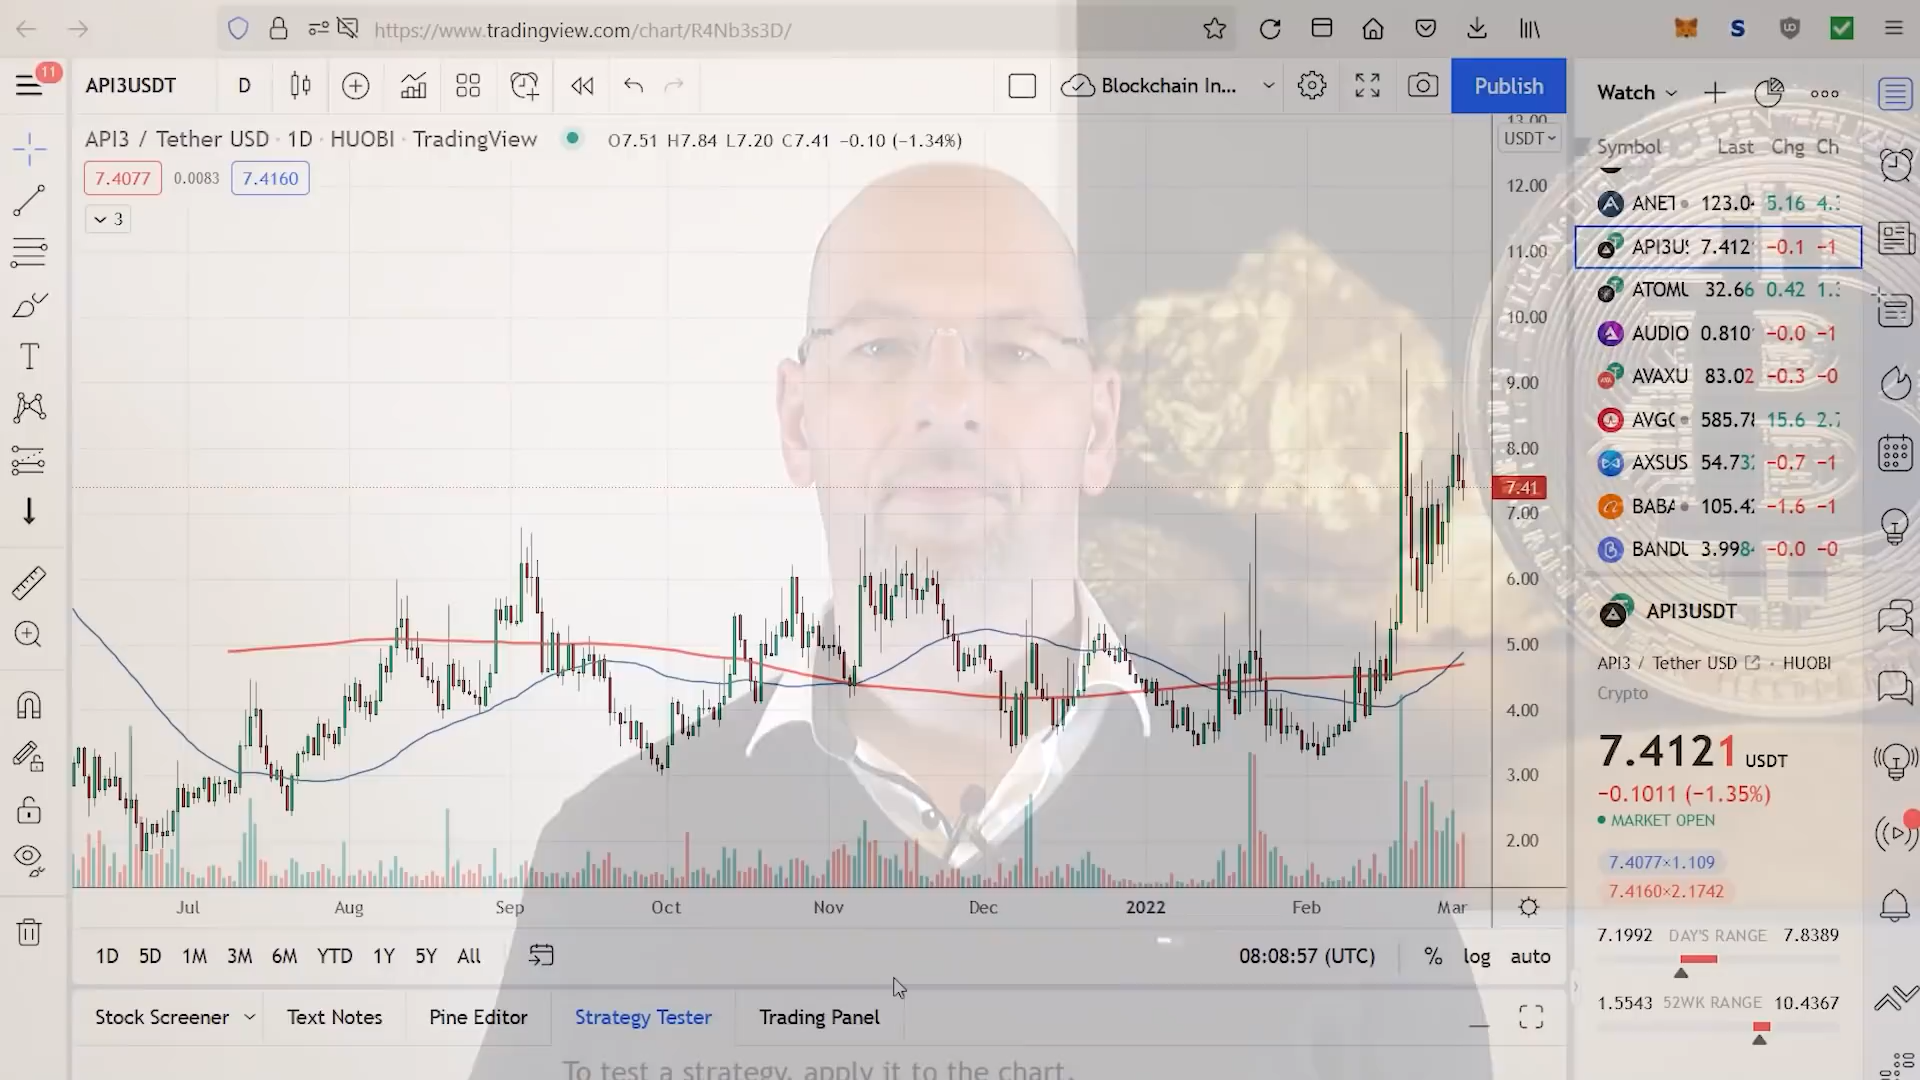 https://www.tradingview.com/chart/R4Nb3s3D/
11
API3USDT
D
Blockchain In...
Publish
Watch
API3 / Tether USD · 1D · HUOBI · TradingView
O7.51 H7.84 L7.20 C7.41 −0.10 (−1.34%)
USDT
Symbol Last Chg Ch
7.4077
0.0083
7.4160
3
13.00
12.00
11.00
10.00
9.00
8.00
7.41
7.00
6.00
5.00
4.00
3.00
2.00
ANET 123.04 5.16 4.
API3U 7.412 −0.1 −1
ATOMU 32.66 0.42 1.
AUDIO 0.810 −0.0 −1
AVAXU 83.02 −0.3 −0
AVGO 585.78 15.6 2.
AXSUS 54.73 −0.7 −1
BABA 105.4 −1.6 −1
BANDU 3.998 −0.0 −0
API3USDT
API3 / Tether USD · HUOBI
Crypto
7.4121 USDT
−0.1011 (−1.35%)
MARKET OPEN
7.4077×1.109
7.4160×2.1742
7.1992 DAY'S RANGE 7.8389
1.5543 52WK RANGE 10.4367
Jul Aug Sep Oct Nov Dec 2022 Feb Mar
1D 5D 1M 3M 6M YTD 1Y 5Y All
08:08:57 (UTC)
% log auto
Stock Screener Text Notes Pine Editor Strategy Tester Trading Panel
To test a strategy, apply it to the chart.